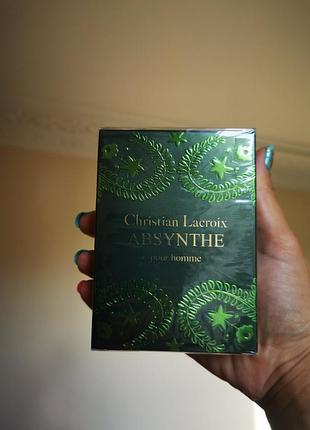 Christian Lacroix
ABSYNTHE
pour homme